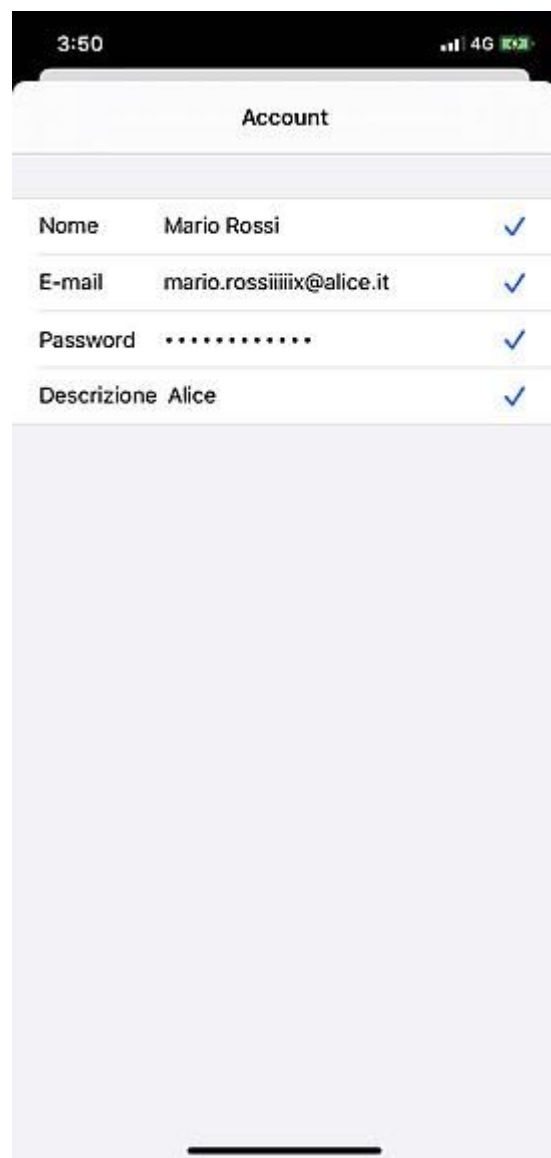 3:50 4G
Account
Nome Mario Rossi
E-mail mario.rossiiiiix@alice.it
Password ••••••••••••
Descrizione Alice